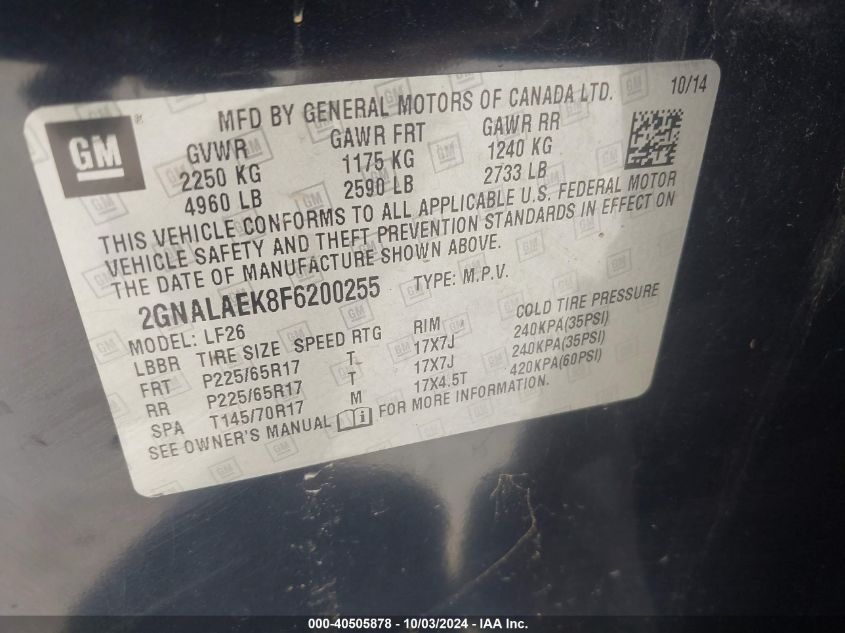 GM
MFD BY GENERAL MOTORS OF CANADA LTD. 10/14
GVWR GAWR FRT GAWR RR
2250 KG 1175 KG 1240 KG
4960 LB 2590 LB 2733 LB
THIS VEHICLE CONFORMS TO ALL APPLICABLE U.S. FEDERAL MOTOR
VEHICLE SAFETY AND THEFT PREVENTION STANDARDS IN EFFECT ON
THE DATE OF MANUFACTURE SHOWN ABOVE.
2GNALAEK8F6200255 TYPE: M.P.V.
MODEL: LF26
LBBR TIRE SIZE SPEED RTG RIM COLD TIRE PRESSURE
FRT P225/65R17 T 17X7J 240KPA(35PSI)
RR P225/65R17 T 17X7J 240KPA(35PSI)
SPA T145/70R17 M 17X4.5T 420KPA(60PSI)
SEE OWNER'S MANUAL FOR MORE INFORMATION.
000-40505878 - 10/03/2024 - IAA Inc.